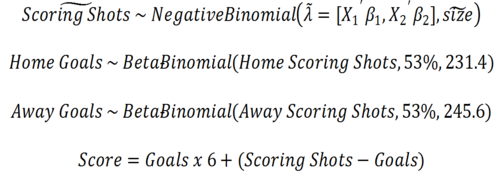 Scoring Shots ~ NegativeBinomial(λ̃ = [X₁′β₁, X₂′β₂], size)
Home Goals ~ BetaBinomial(Home Scoring Shots, 53%, 231.4)
Away Goals ~ BetaBinomial(Away Scoring Shots, 53%, 245.6)
Score = Goals x 6 + (Scoring Shots − Goals)